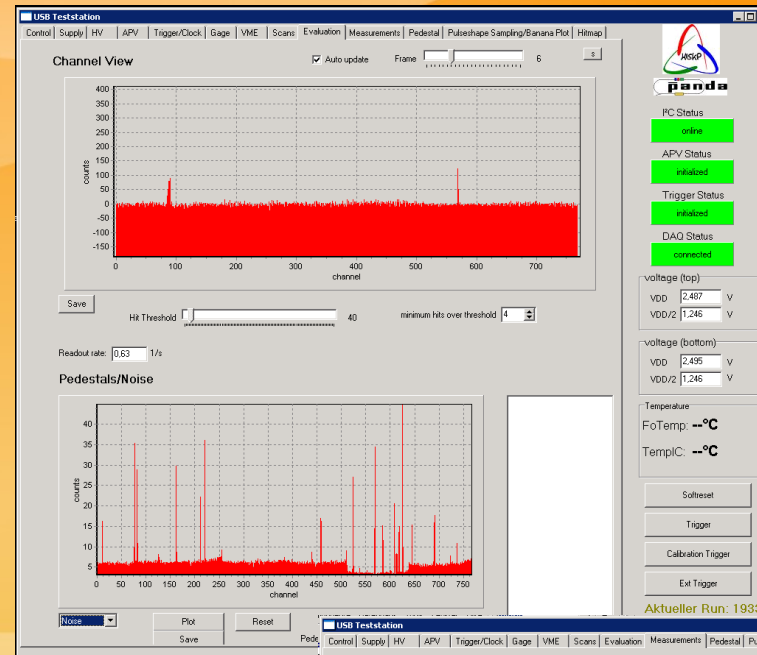 USB Teststation
Control Supply HV APV Trigger/Clock Gage VME Scans Evaluation Measurements Pedestal Pulseshape Sampling/Banana Plot Hitmap
Channel View
Auto update Frame 6 s
400
350
300
250
200
150
100
50
0
-50
-100
-150
counts
0 100 200 300 400 500 600 700
channel
Save
Hit Threshold 40 minimum hits over threshold 4
Readout rate: 0,63 1/s
Pedestals/Noise
40
35
30
25
20
15
10
5
counts
0 50 100 150 200 250 300 350 400 450 500 550 600 650 700 750
channel
Noise Plot Reset
Save Pede
HISKP
panda
I²C Status
online
APV Status
initialized
Trigger Status
initialized
DAQ Status
connected
voltage (top)
VDD 2,487 V
VDD/2 1,246 V
voltage (bottom)
VDD 2,495 V
VDD/2 1,246 V
Temperature
FoTemp: --°C
TempIC: --°C
Softreset
Trigger
Calibration Trigger
Ext Trigger
Aktueller Run: 193
USB Teststation
Control Supply HV APV Trigger/Clock Gage VME Scans Evaluation Measurements Pedestal Pu